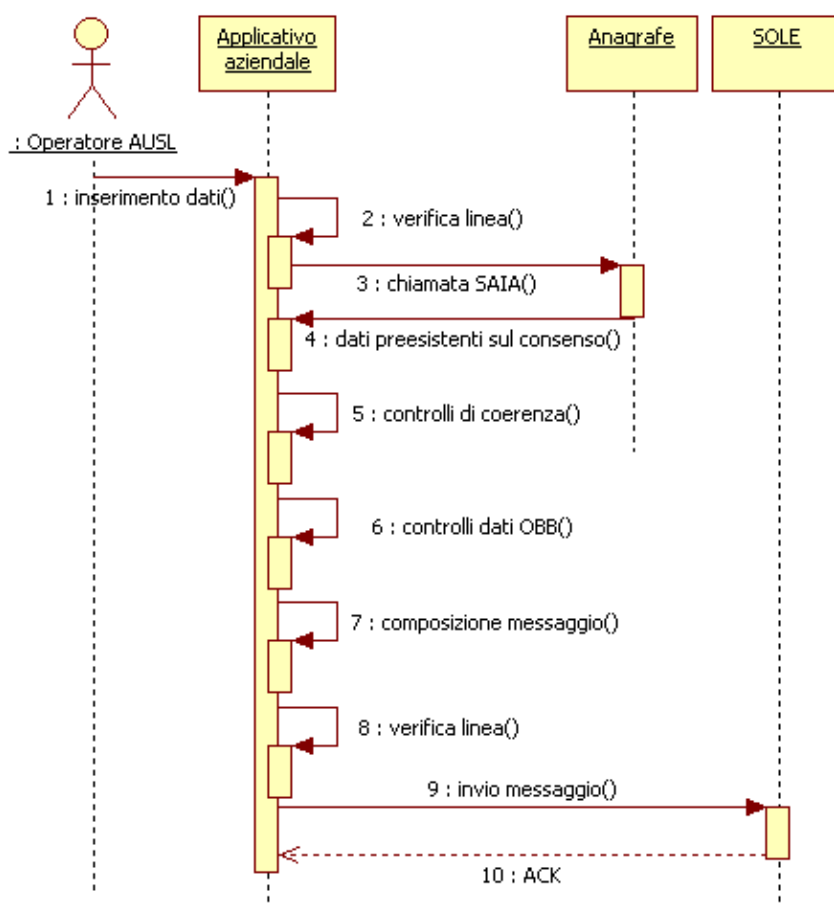 Applicativo
aziendale
Anagrafe
SOLE
: Operatore AUSL
1 : inserimento dati()
2 : verifica linea()
3 : chiamata SAIA()
4 : dati preesistenti sul consenso()
5 : controlli di coerenza()
6 : controlli dati OBB()
7 : composizione messaggio()
8 : verifica linea()
9 : invio messaggio()
10 : ACK